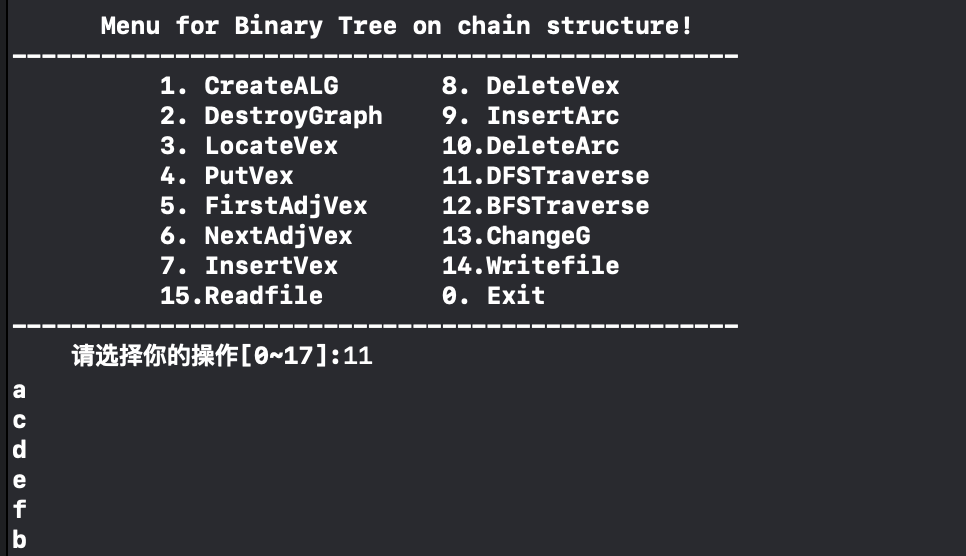 Menu for Binary Tree on chain structure!
-------------------------------------------------
1. CreateALG 8. DeleteVex
2. DestroyGraph 9. InsertArc
3. LocateVex 10.DeleteArc
4. PutVex 11.DFSTraverse
5. FirstAdjVex 12.BFSTraverse
6. NextAdjVex 13.ChangeG
7. InsertVex 14.Writefile
15.Readfile 0. Exit
-------------------------------------------------
请选择你的操作[0~17]:11
a
c
d
e
f
b